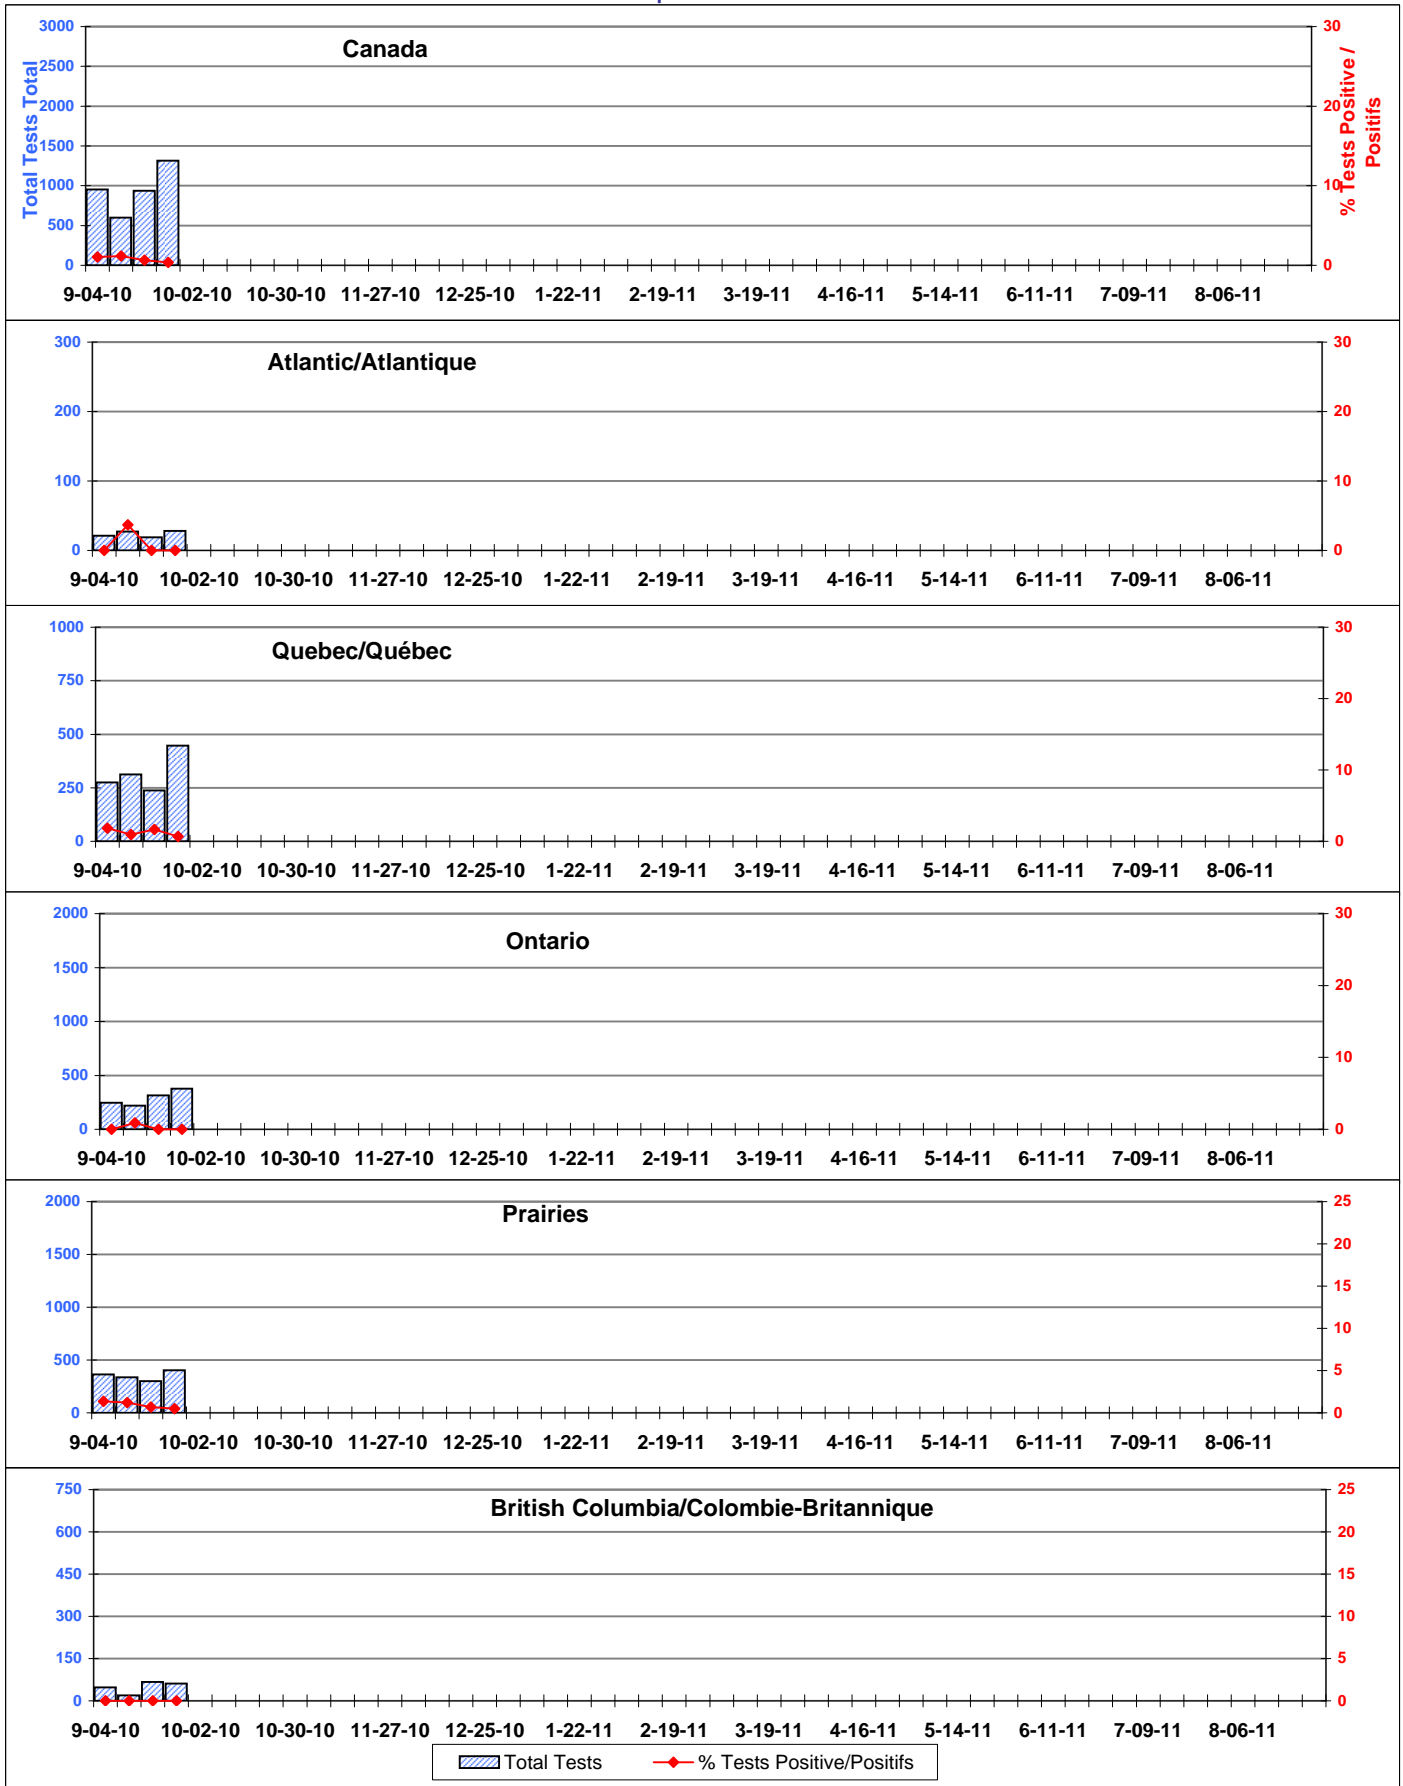 Canada
Total Tests Total
% Tests Positive /
Positifs
3000 30
2500
2000 20
1500
1000 10
500
0 0
9-04-10 10-02-10 10-30-10 11-27-10 12-25-10 1-22-11 2-19-11 3-19-11 4-16-11 5-14-11 6-11-11 7-09-11 8-06-11
Atlantic/Atlantique
300 30
200 20
100 10
0 0
9-04-10 10-02-10 10-30-10 11-27-10 12-25-10 1-22-11 2-19-11 3-19-11 4-16-11 5-14-11 6-11-11 7-09-11 8-06-11
Quebec/Québec
1000 30
750
20
500
10
250
0 0
9-04-10 10-02-10 10-30-10 11-27-10 12-25-10 1-22-11 2-19-11 3-19-11 4-16-11 5-14-11 6-11-11 7-09-11 8-06-11
Ontario
2000 30
1500
20
1000
10
500
0 0
9-04-10 10-02-10 10-30-10 11-27-10 12-25-10 1-22-11 2-19-11 3-19-11 4-16-11 5-14-11 6-11-11 7-09-11 8-06-11
Prairies
2000 25
20
1500
15
1000
10
500
5
0 0
9-04-10 10-02-10 10-30-10 11-27-10 12-25-10 1-22-11 2-19-11 3-19-11 4-16-11 5-14-11 6-11-11 7-09-11 8-06-11
British Columbia/Colombie-Britannique
750 25
600 20
450 15
300 10
150 5
0 0
9-04-10 10-02-10 10-30-10 11-27-10 12-25-10 1-22-11 2-19-11 3-19-11 4-16-11 5-14-11 6-11-11 7-09-11 8-06-11
Total Tests % Tests Positive/Positifs